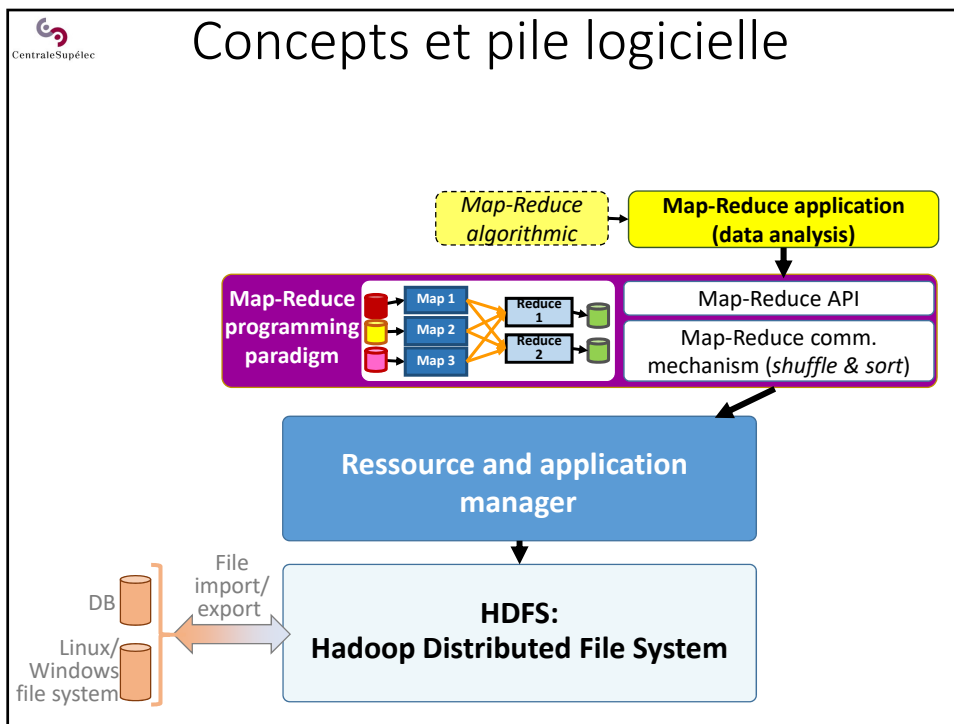 CentraleSupélec
Concepts et pile logicielle
Map-Reduce
algorithmic
Map-Reduce application
(data analysis)
Map-Reduce
programming
paradigm
Map 1
Map 2
Map 3
Reduce
1
Reduce
2
Map-Reduce API
Map-Reduce comm.
mechanism (shuffle & sort)
Ressource and application
manager
File
import/
export
DB
Linux/
Windows
file system
HDFS:
Hadoop Distributed File System